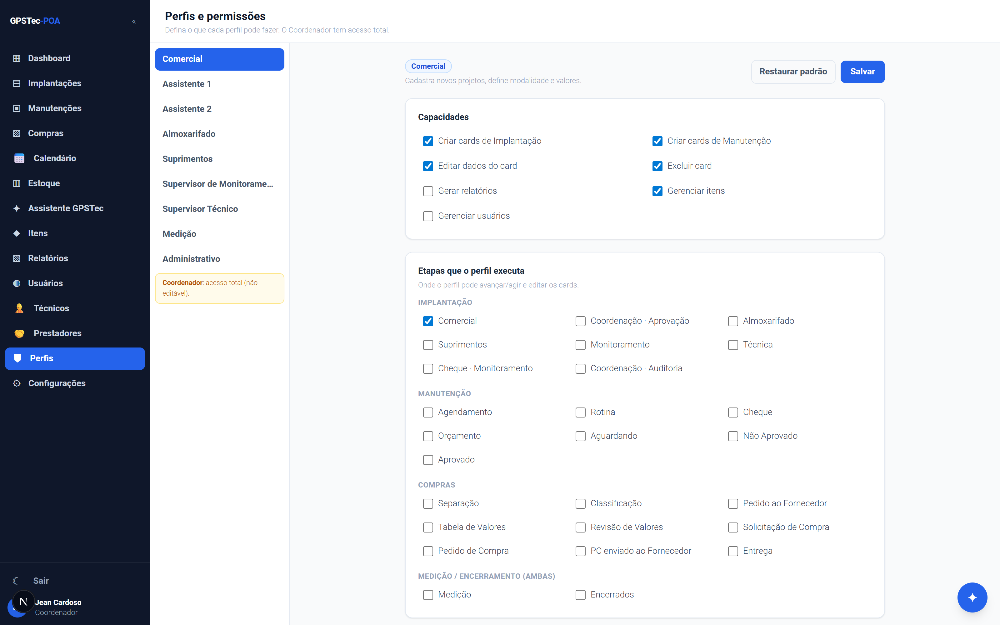 GPSTec-POA «
Dashboard
Implantações
Manutenções
Compras
Calendário
Estoque
Assistente GPSTec
Itens
Relatórios
Usuários
Técnicos
Prestadores
Perfis
Configurações
Sair
N
Jean Cardoso
Coordenador
Perfis e permissões
Defina o que cada perfil pode fazer. O Coordenador tem acesso total.
Comercial
Assistente 1
Assistente 2
Almoxarifado
Suprimentos
Supervisor de Monitorame...
Supervisor Técnico
Medição
Administrativo
Coordenador: acesso total (não
editável).
Comercial
Cadastra novos projetos, define modalidade e valores.
Restaurar padrão Salvar
Capacidades
Criar cards de Implantação Criar cards de Manutenção
Editar dados do card Excluir card
Gerar relatórios Gerenciar itens
Gerenciar usuários
Etapas que o perfil executa
Onde o perfil pode avançar/agir e editar os cards.
IMPLANTAÇÃO
Comercial Coordenação · Aprovação Almoxarifado
Suprimentos Monitoramento Técnica
Cheque · Monitoramento Coordenação · Auditoria
MANUTENÇÃO
Agendamento Rotina Cheque
Orçamento Aguardando Não Aprovado
Aprovado
COMPRAS
Separação Classificação Pedido ao Fornecedor
Tabela de Valores Revisão de Valores Solicitação de Compra
Pedido de Compra PC enviado ao Fornecedor Entrega
MEDIÇÃO / ENCERRAMENTO (AMBAS)
Medição Encerrados